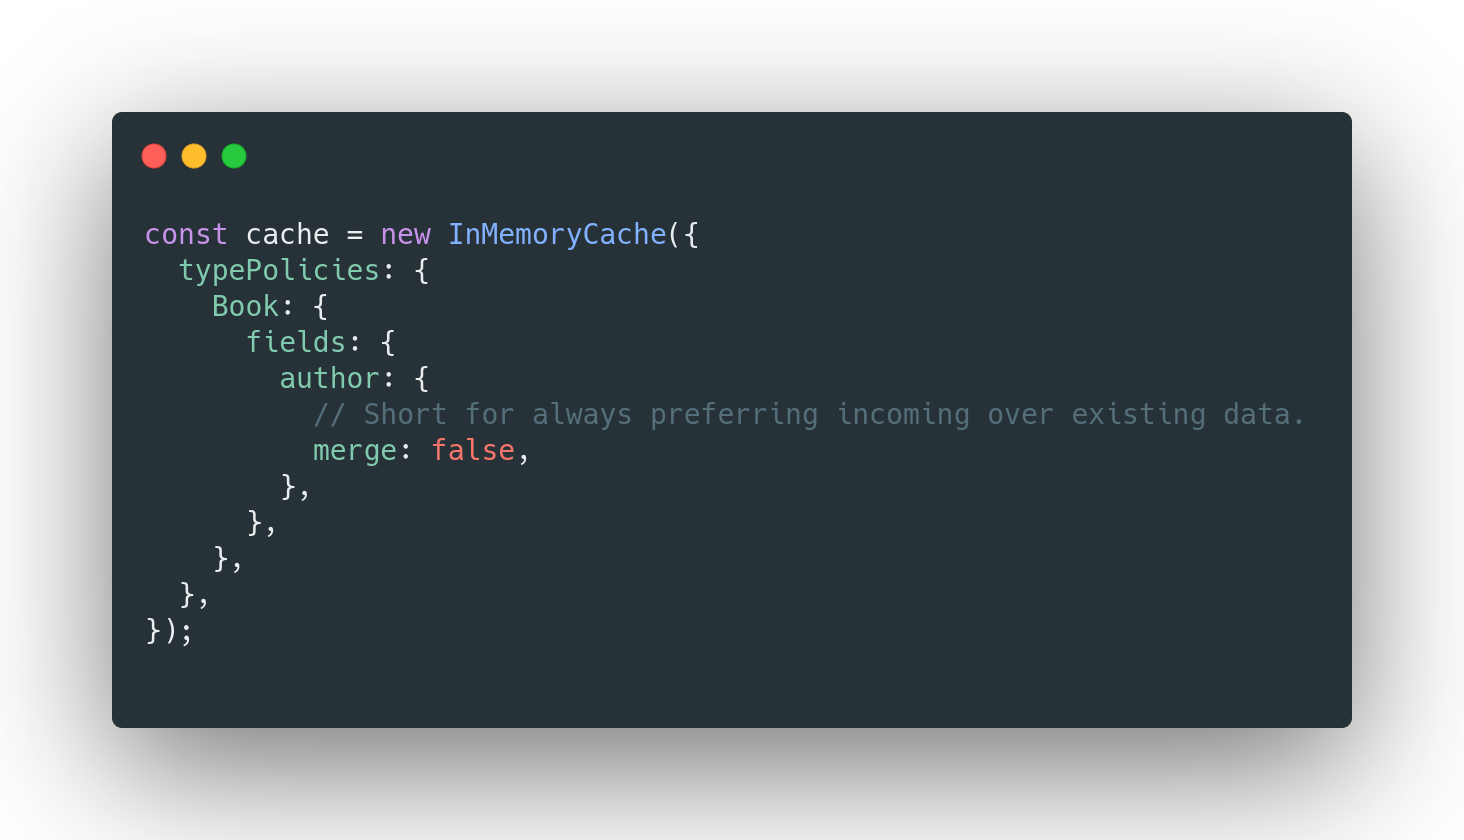 const cache = new InMemoryCache({
  typePolicies: {
    Book: {
      fields: {
        author: {
          // Short for always preferring incoming over existing data.
          merge: false,
        },
      },
    },
  },
});